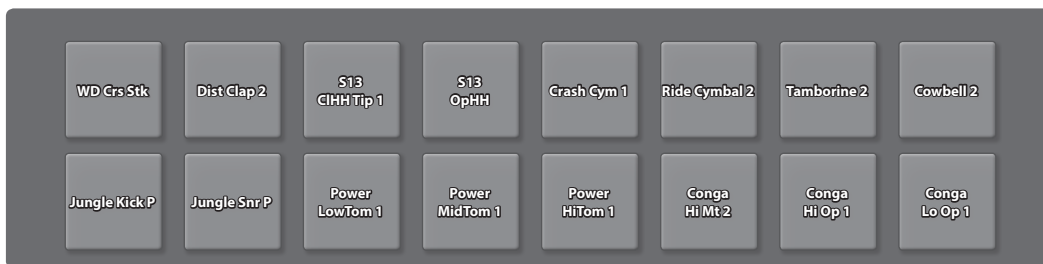 WD Crs Stk
Dist Clap 2
S13
ClHH Tip 1
S13
OpHH
Crash Cym 1
Ride Cymbal 2
Tamborine 2
Cowbell 2
Jungle Kick P
Jungle Snr P
Power
LowTom 1
Power
MidTom 1
Power
HiTom 1
Conga
Hi Mt 2
Conga
Hi Op 1
Conga
Lo Op 1